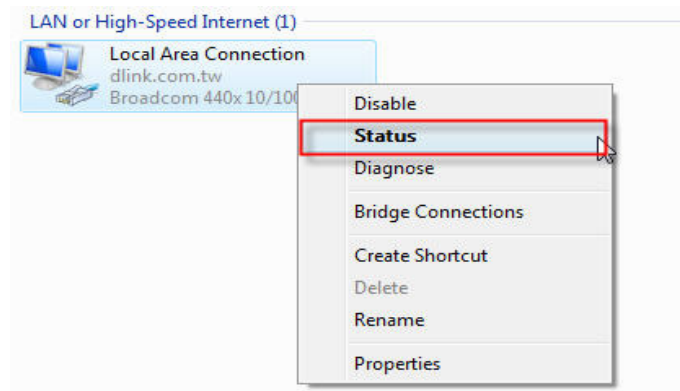 LAN or High-Speed Internet (1)
Local Area Connection
dlink.com.tw
Broadcom 440x 10/100
Disable
Status
Diagnose
Bridge Connections
Create Shortcut
Delete
Rename
Properties